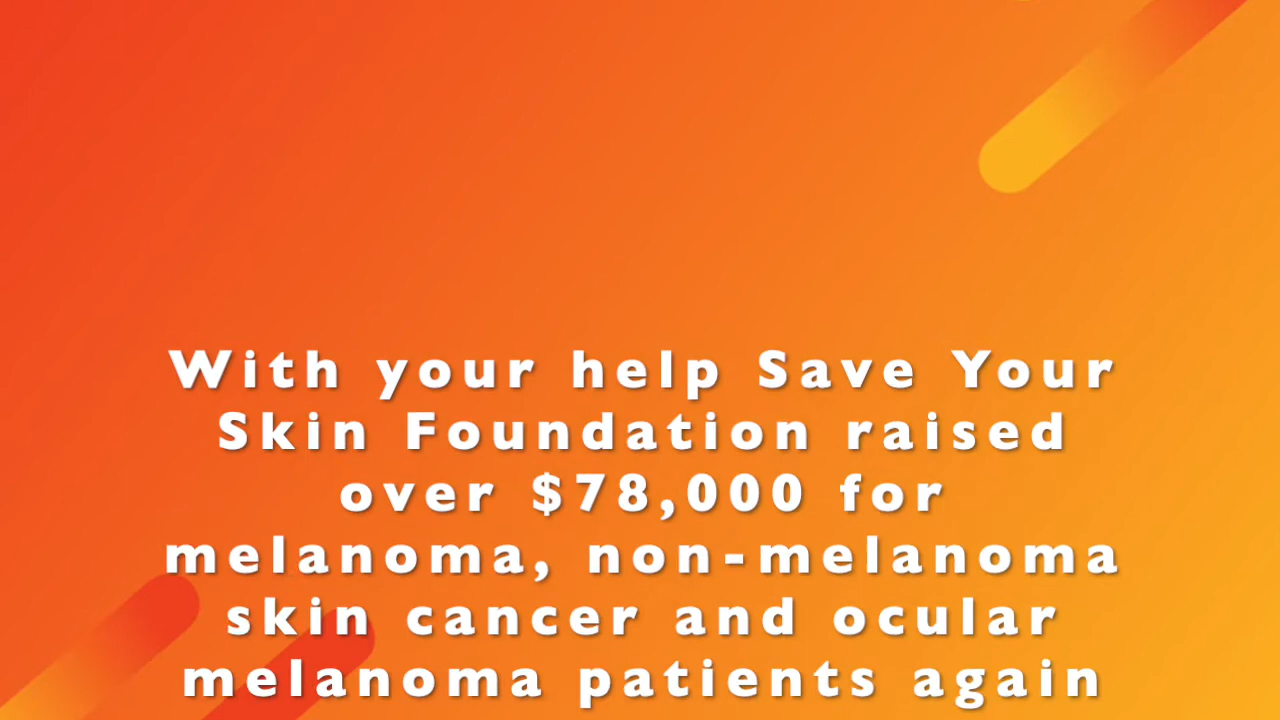 With your help Save Your
Skin Foundation raised
over $78,000 for
melanoma, non-melanoma
skin cancer and ocular
melanoma patients again